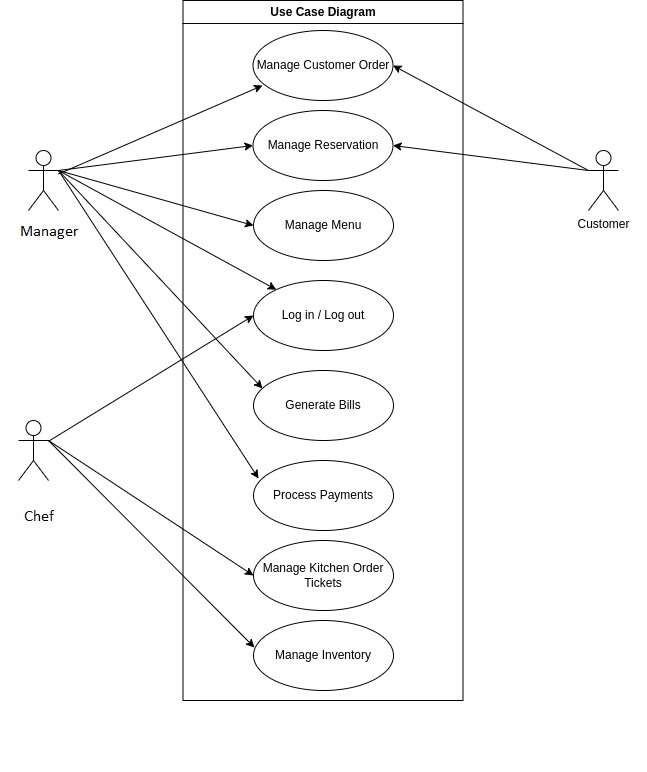 Use Case Diagram
Manage Customer Order
Manage Reservation
Manager
Customer
Manage Menu
Log in / Log out
Generate Bills
Process Payments
Chef
Manage Kitchen Order
Tickets
Manage Inventory